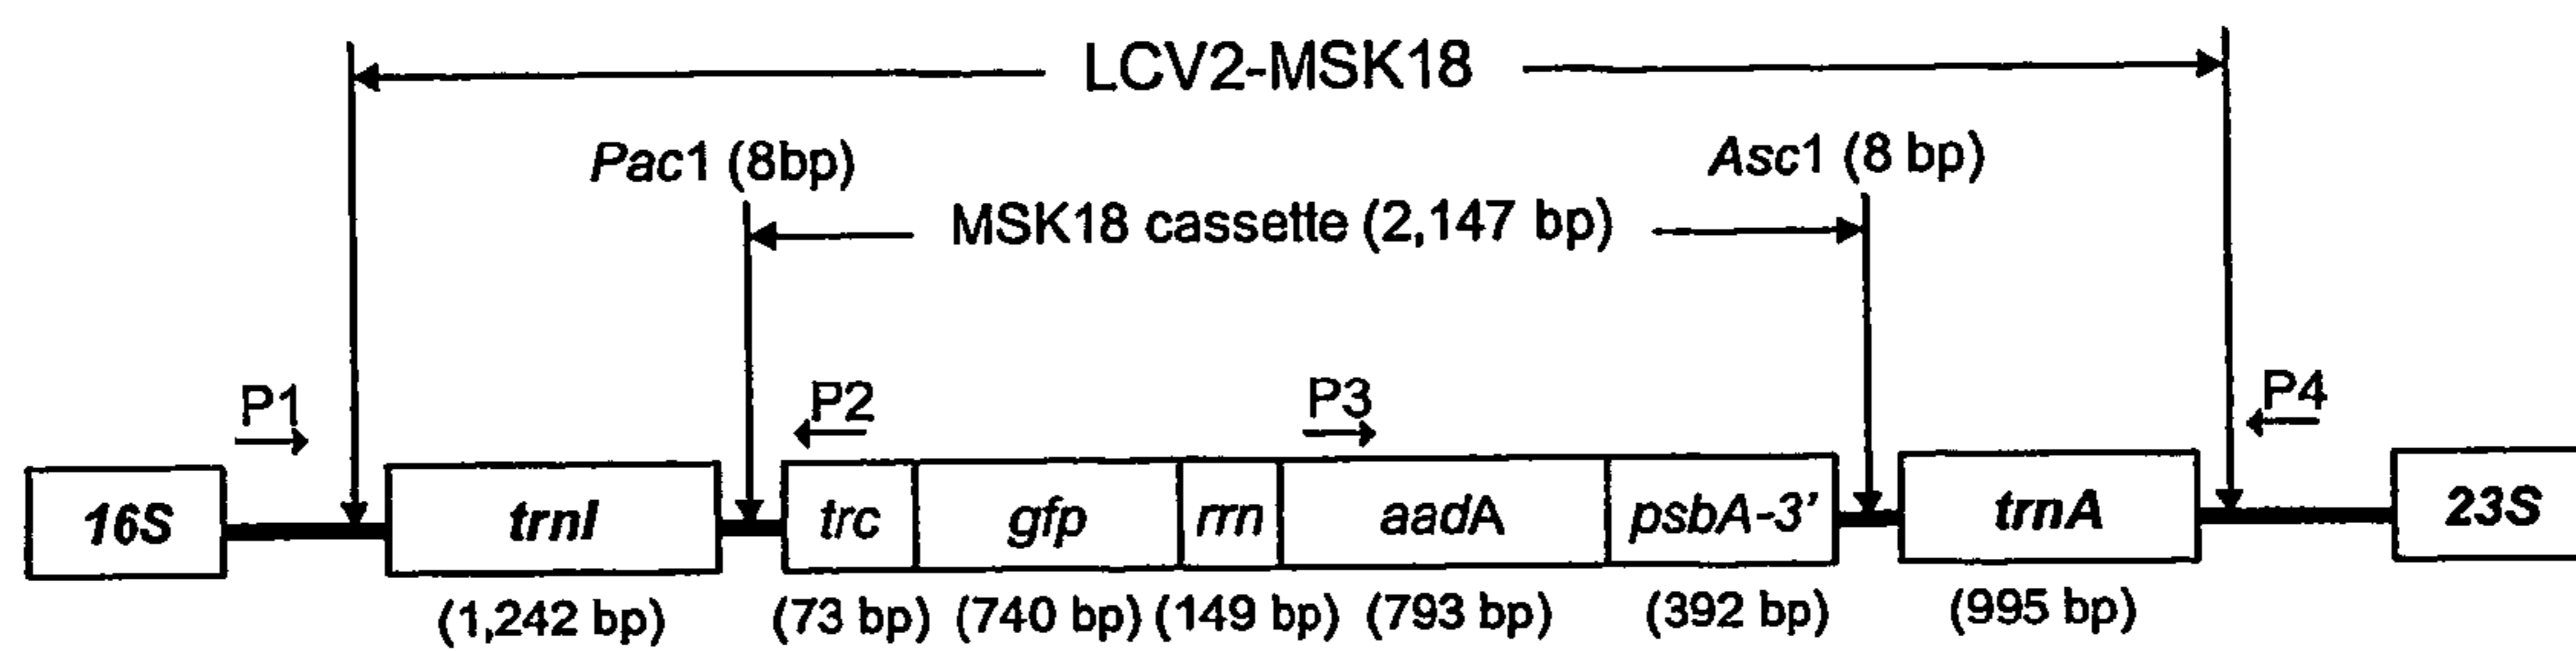 LCV2-MSK18
Pac1 (8bp)
Asc1 (8 bp)
MSK18 cassette (2,147 bp)
P1
P2
P3
P4
16S
trnI
trc
gfp
rrn
aadA
psbA-3’
trnA
23S
(1,242 bp)
(73 bp)
(740 bp)
(149 bp)
(793 bp)
(392 bp)
(995 bp)